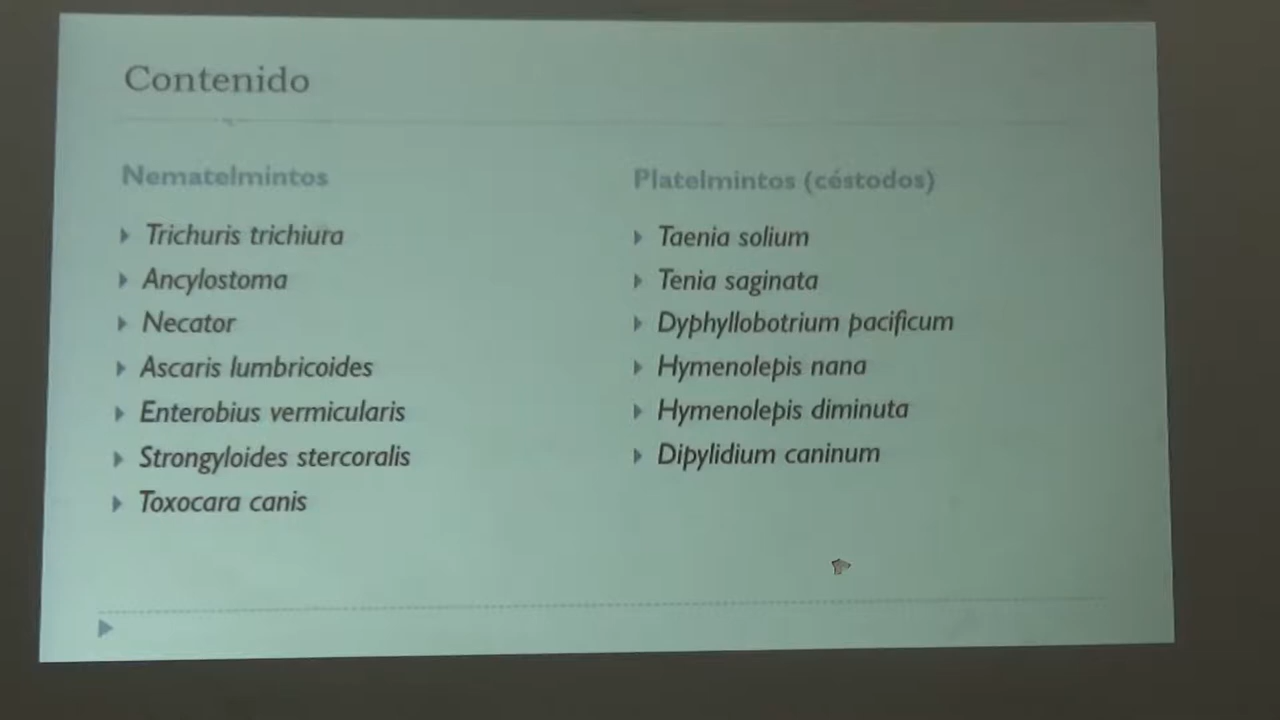 Contenido
Nematelmintos
Trichuris trichiura
Ancylostoma
Necator
Ascaris lumbricoides
Enterobius vermicularis
Strongyloides stercoralis
Toxocara canis
Platelmintos (céstodos)
Taenia solium
Tenia saginata
Dyphyllobotrium pacificum
Hymenolepis nana
Hymenolepis diminuta
Dipylidium caninum